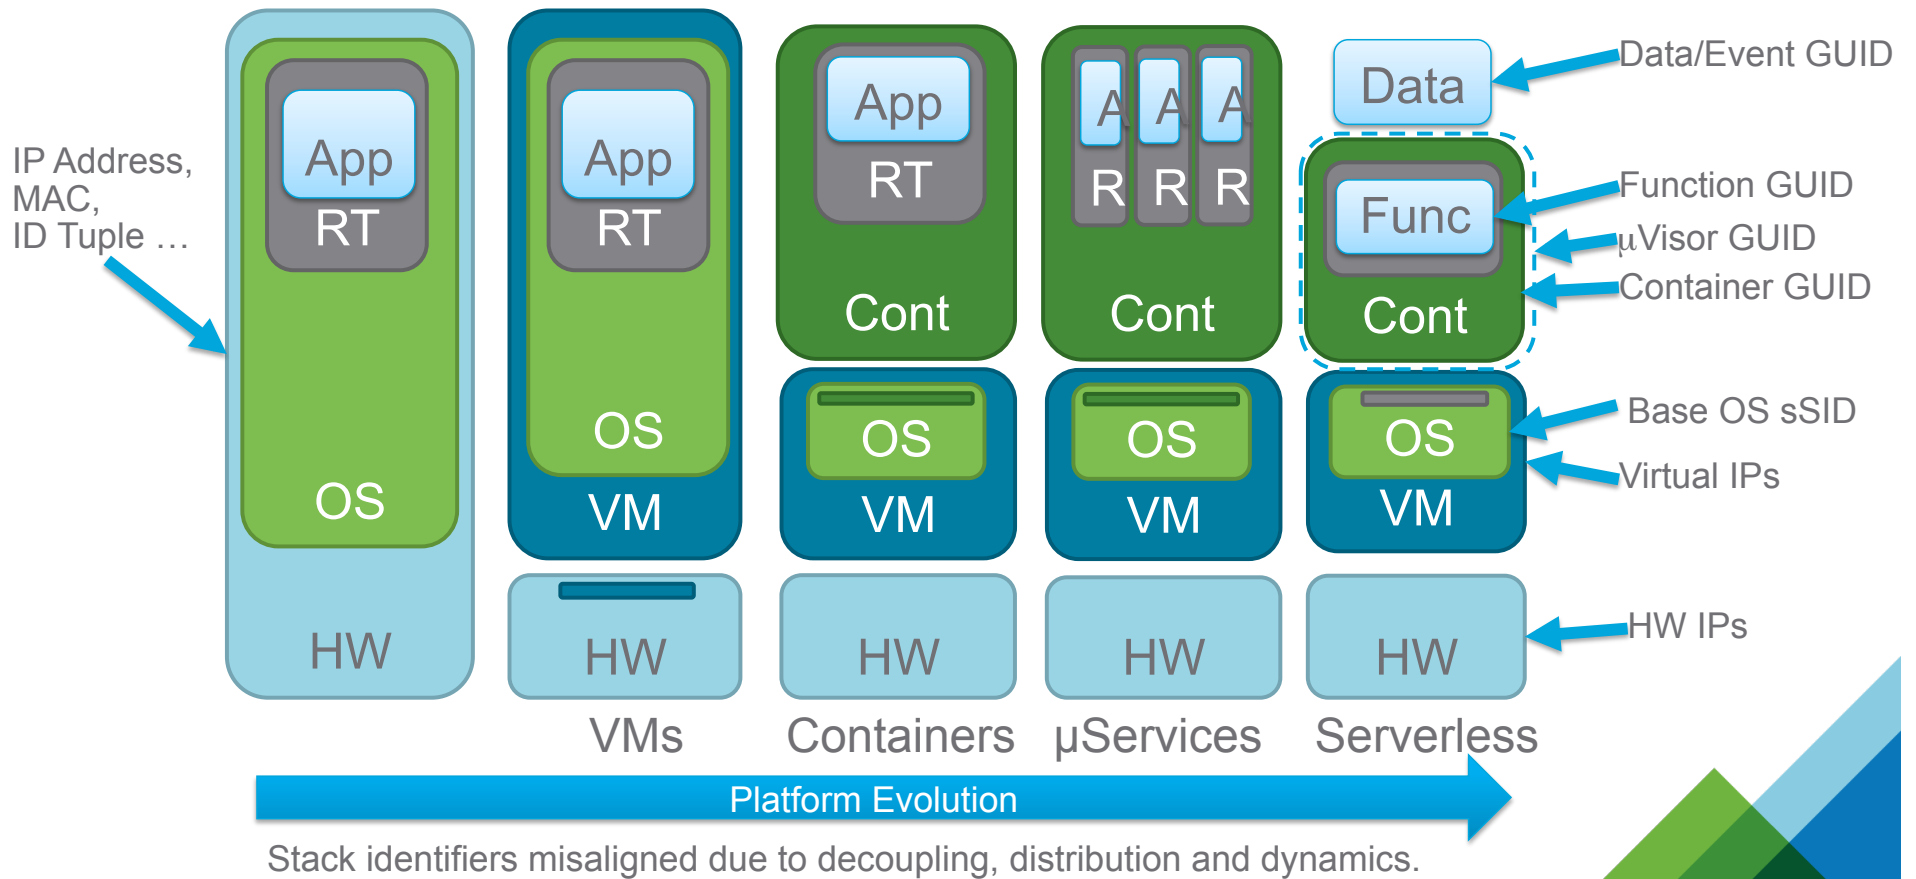 IP Address,
MAC,
ID Tuple …
App
RT
OS
HW
App
RT
OS
VM
HW
VMs
App
RT
Cont
OS
VM
HW
Containers
A A A
R R R
Cont
OS
VM
HW
µServices
Data
Func
Cont
OS
VM
HW
Serverless
Data/Event GUID
Function GUID
µVisor GUID
Container GUID
Base OS sSID
Virtual IPs
HW IPs
Platform Evolution
Stack identifiers misaligned due to decoupling, distribution and dynamics.